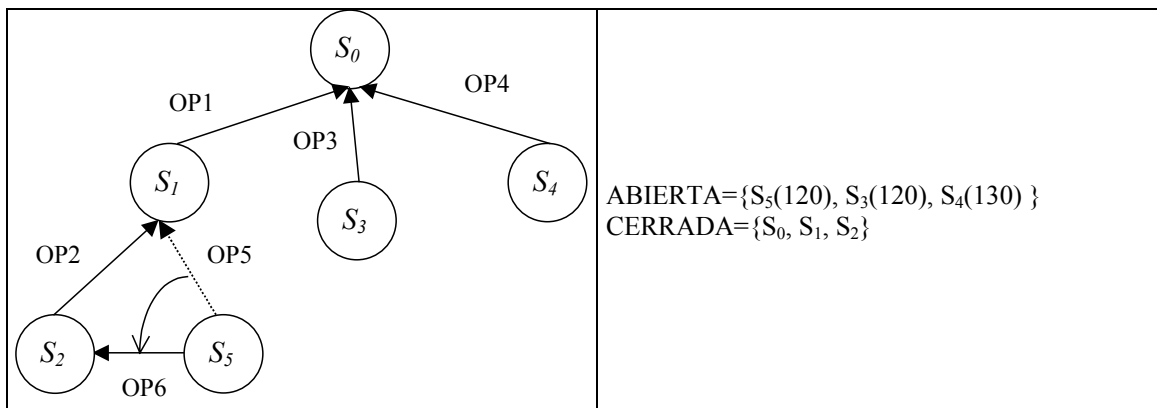 S0
OP4
OP1
OP3
S1
S4
S3
ABIERTA={S5(120), S3(120), S4(130) }
CERRADA={S0, S1, S2}
OP2
OP5
S2
S5
OP6